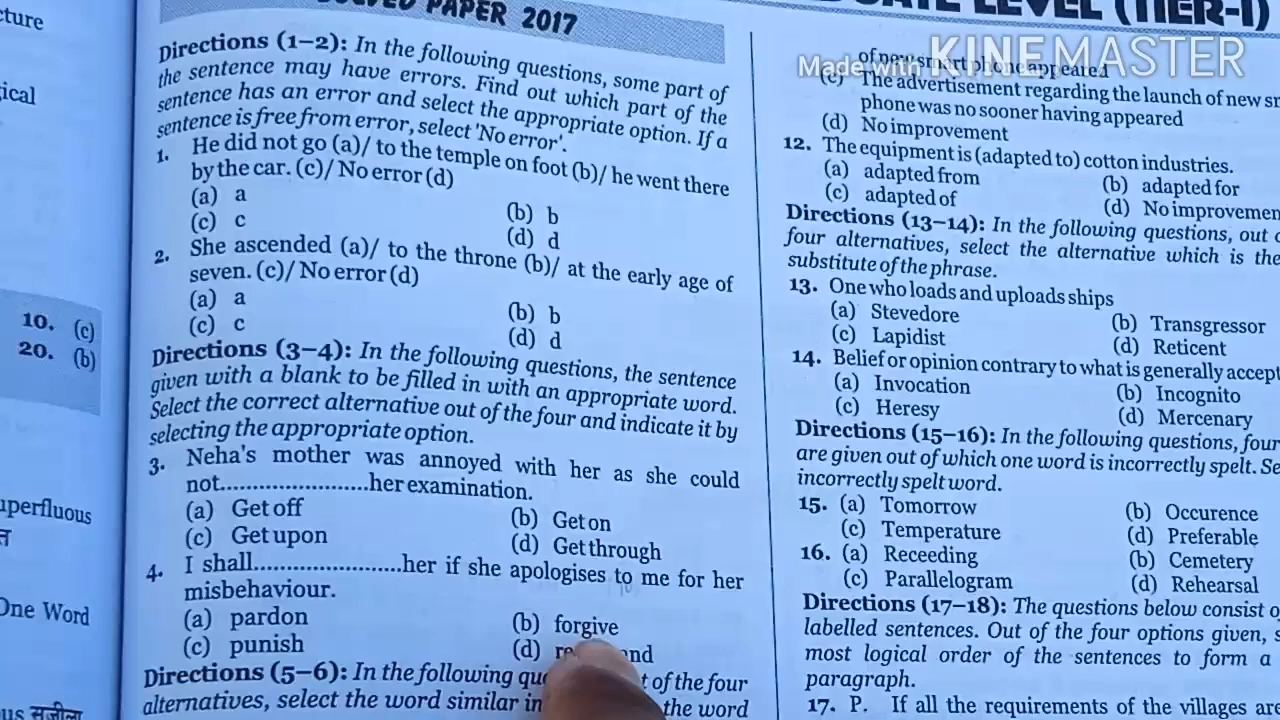 cture
ical
10. (c)
20. (b)
uperfluous
One Word
us सजीला
SOLVED PAPER 2017
Directions (1–2): In the following questions, some part of
the sentence may have errors. Find out which part of the
sentence has an error and select the appropriate option. If a
sentence is free from error, select 'No error'.
1. He did not go (a)/ to the temple on foot (b)/ he went there
by the car. (c)/ No error (d)
(a) a (b) b
(c) c (d) d
2. She ascended (a)/ to the throne (b)/ at the early age of
seven. (c)/ No error (d)
(a) a (b) b
(c) c (d) d
Directions (3–4): In the following questions, the sentence
given with a blank to be filled in with an appropriate word.
Select the correct alternative out of the four and indicate it by
selecting the appropriate option.
3. Neha's mother was annoyed with her as she could
not......................her examination.
(a) Get off (b) Get on
(c) Get upon (d) Get through
4. I shall......................her if she apologises to me for her
misbehaviour.
(a) pardon (b) forgive
(c) punish (d)
Directions (5–6): In the following of the four
alternatives, select the word similar in the word
LEVEL (TIER-I)
Made with KINEMASTER
of new smart phone appeared
(c) The advertisement regarding the launch of new
phone was no sooner having appeared
(d) No improvement
12. The equipment is (adapted to) cotton industries.
(a) adapted from (b) adapted for
(c) adapted of (d) No improvemen
Directions (13–14): In the following questions, out
four alternatives, select the alternative which is the
substitute of the phrase.
13. One who loads and uploads ships
(a) Stevedore (b) Transgressor
(c) Lapidist (d) Reticent
14. Belief or opinion contrary to what is generally accept
(a) Invocation (b) Incognito
(c) Heresy (d) Mercenary
Directions (15–16): In the following questions, four
are given out of which one word is incorrectly spelt. Se
incorrectly spelt word.
15. (a) Tomorrow (b) Occurence
(c) Temperature (d) Preferable
16. (a) Receeding (b) Cemetery
(c) Parallelogram (d) Rehearsal
Directions (17–18): The questions below consist o
labelled sentences. Out of the four options given, s
most logical order of the sentences to form a
paragraph.
17. P. If all the requirements of the villages are